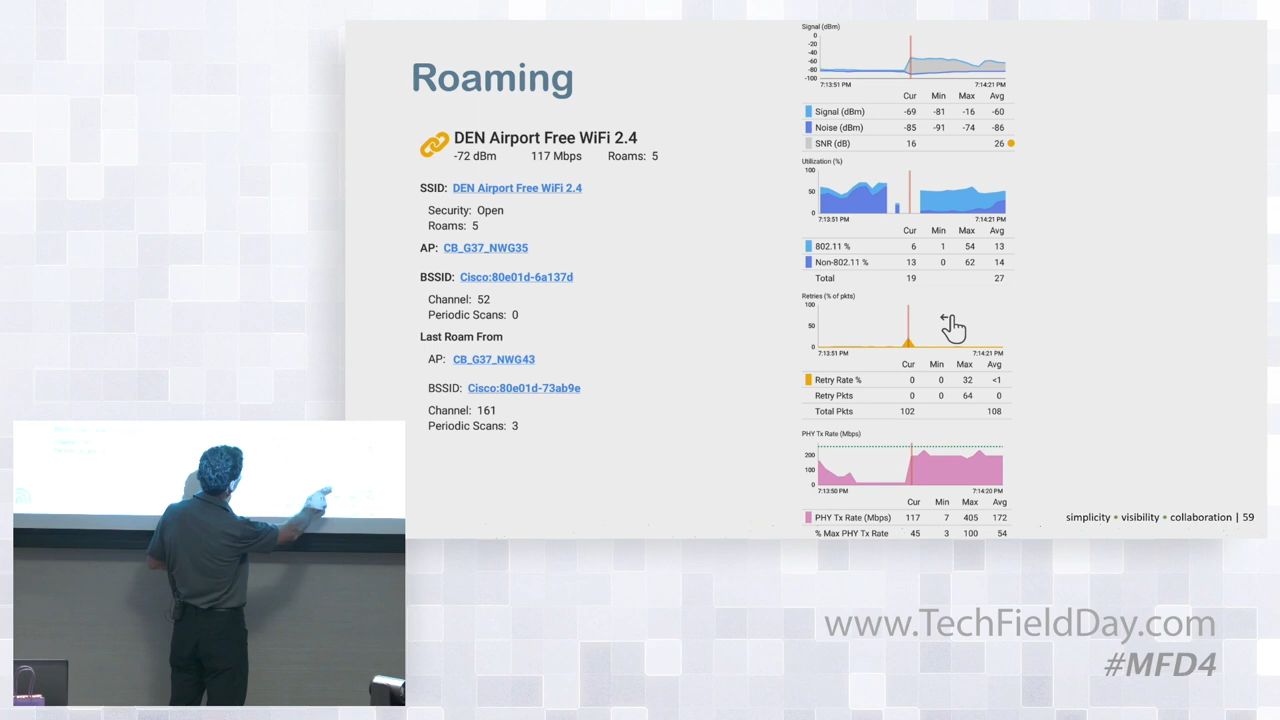 Roaming
DEN Airport Free WiFi 2.4
-72 dBm 117 Mbps Roams: 5
SSID: DEN Airport Free WiFi 2.4
Security: Open
Roams: 5
AP: CB_G37_NWG35
BSSID: Cisco:80e01d-6a137d
Channel: 52
Periodic Scans: 0
Last Roam From
AP: CB_G37_NWG43
BSSID: Cisco:80e01d-73ab9e
Channel: 161
Periodic Scans: 3
Signal (dBm)
0
-20
-40
-60
-80
-100
7:13:51 PM 7:14:21 PM
Cur Min Max Avg
Signal (dBm) -69 -81 -16 -60
Noise (dBm) -85 -91 -74 -86
SNR (dB) 16 26
Utilization (%)
100
50
0
7:13:51 PM 7:14:21 PM
Cur Min Max Avg
802.11 % 6 1 54 13
Non-802.11 % 13 0 62 14
Total 19 27
Retries (% of pkts)
100
50
0
7:13:51 PM 7:14:21 PM
Cur Min Max Avg
Retry Rate % 0 0 32 <1
Retry Pkts 0 0 64 0
Total Pkts 102 108
PHY Tx Rate (Mbps)
200
100
0
7:13:50 PM 7:14:20 PM
Cur Min Max Avg
PHY Tx Rate (Mbps) 117 7 405 172
% Max PHY Tx Rate 45 3 100 54
simplicity • visibility • collaboration | 59
www.TechFieldDay.com
#MFD4